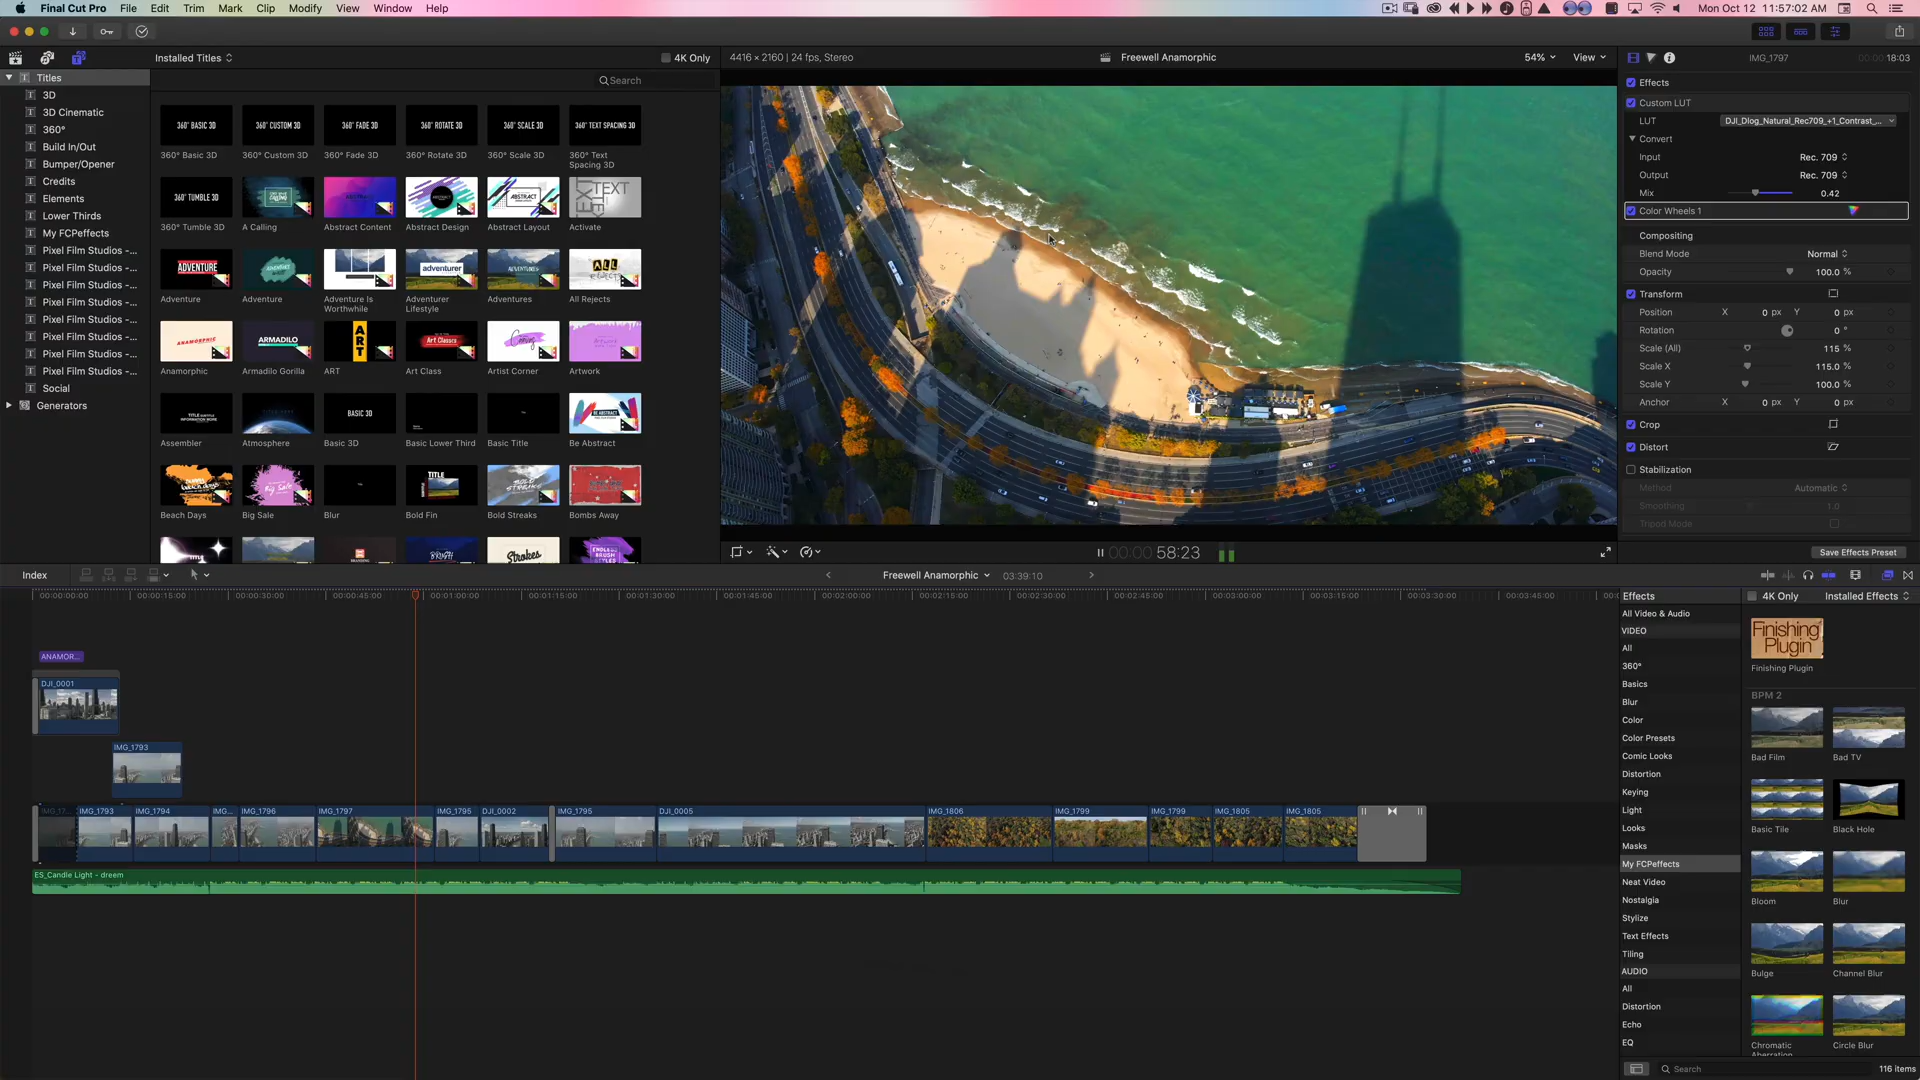 Final Cut Pro File Edit Trim Mark Clip Modify View Window Help Mon Oct 12 11:57:02 AM
Installed Titles 4K Only
Search
Titles
3D
3D Cinematic
360°
Build In/Out
Bumper/Opener
Credits
Elements
Lower Thirds
My FCPeffects
Pixel Film Studios -...
Pixel Film Studios -...
Pixel Film Studios -...
Pixel Film Studios -...
Pixel Film Studios -...
Pixel Film Studios -...
Pixel Film Studios -...
Pixel Film Studios -...
Social
Generators
360° BASIC 3D 360° CUSTOM 3D 360° FADE 3D 360° ROTATE 3D 360° SCALE 3D 360° TEXT SPACING 3D
360° Basic 3D 360° Custom 3D 360° Fade 3D 360° Rotate 3D 360° Scale 3D 360° Text Spacing 3D
360° TUMBLE 3D ABSTRACT ABSTRACT TEXT
360° Tumble 3D A Calling Abstract Content Abstract Design Abstract Layout Activate
ADVENTURE adventurer ADVENTURES ALL
Adventure Adventure Adventure Is Worthwhile Adventurer Lifestyle Adventures All Rejects
ANAMORPHIC ARMADILO ART Art Classes
Anamorphic Armadilo Gorilla ART Art Class Artist Corner Artwork
BASIC 3D BE ABSTRACT
Assembler Atmosphere Basic 3D Basic Lower Third Basic Title Be Abstract
Big Sale TITLE BOLD STREAKS
Beach Days Big Sale Blur Bold Fin Bold Streaks Bombs Away
BRUSH Strokes ENDLESS BRUSH
4416 × 2160 | 24 fps, Stereo Freewell Anamorphic 54% View
00:00:58:23
IMG_1797 00:00:18:03
Effects
Custom LUT
LUT DJI_Dlog_Natural_Rec709_+1_Contrast_...
Convert
Input Rec. 709
Output Rec. 709
Mix 0.42
Color Wheels 1
Compositing
Blend Mode Normal
Opacity 100.0 %
Transform
Position X 0 px Y 0 px
Rotation 0 °
Scale (All) 115 %
Scale X 115.0 %
Scale Y 100.0 %
Anchor X 0 px Y 0 px
Crop
Distort
Stabilization
Method Automatic
Smoothing 1.0
Tripod Mode
Save Effects Preset
Index Freewell Anamorphic 03:39:10
00:00:00:00 00:00:15:00 00:00:30:00 00:00:45:00 00:01:00:00 00:01:15:00 00:01:30:00 00:01:45:00 00:02:00:00 00:02:15:00 00:02:30:00 00:02:45:00 00:03:00:00 00:03:15:00 00:03:30:00 00:03:45:00
ANAMOR...
DJI_0001
IMG_1793
IMG_17... IMG_1793 IMG_1794 IMG... IMG_1796 IMG_1797 IMG_1795 DJI_0002 IMG_1795 DJI_0005 IMG_1806 IMG_1799 IMG_1799 IMG_1805 IMG_1805
ES_Candle Light - dreem
Effects 4K Only Installed Effects
All Video & Audio
VIDEO
All
360°
Basics
Blur
Color
Color Presets
Comic Looks
Distortion
Keying
Light
Looks
Masks
My FCPeffects
Neat Video
Nostalgia
Stylize
Text Effects
Tiling
AUDIO
All
Distortion
Echo
EQ
Finishing Plugin
Finishing Plugin
BPM 2
Bad Film Bad TV
Basic Tile Black Hole
Bloom Blur
Bulge Channel Blur
Chromatic Aberration Circle Blur
Search 116 items